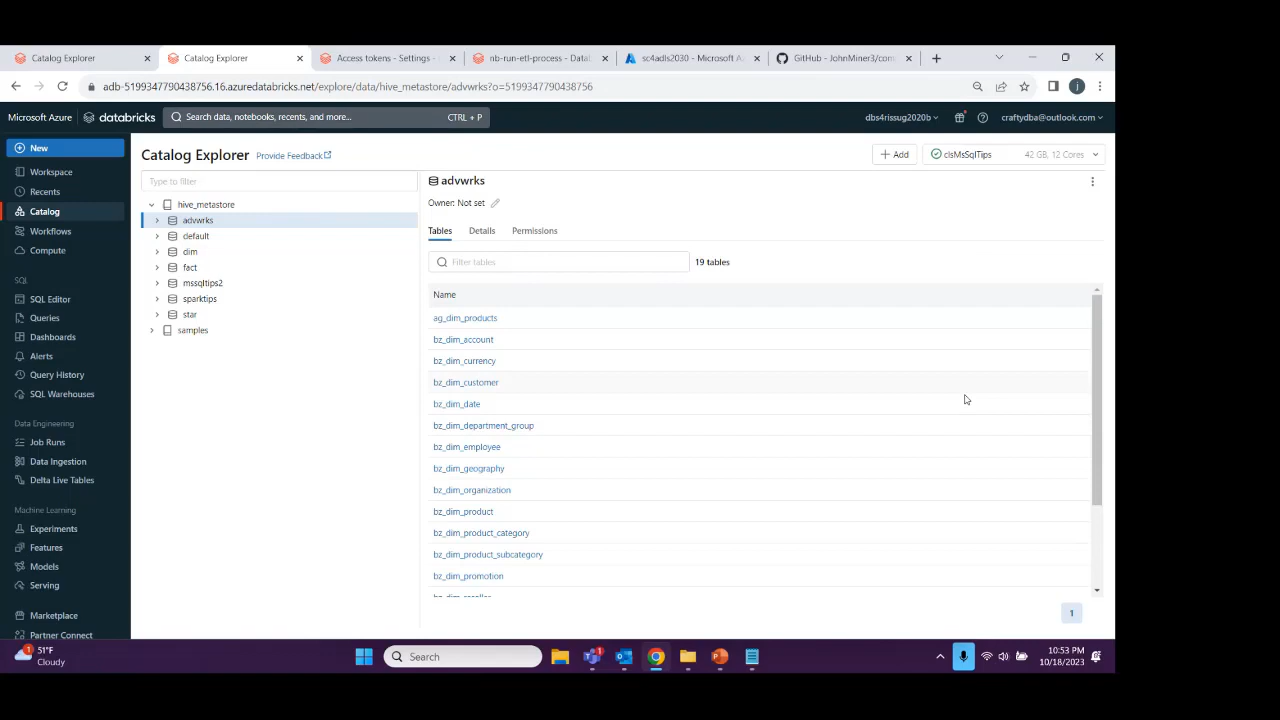 Catalog Explorer
Catalog Explorer
Access tokens - Settings -
nb-run-etl-process - Datab
sc4adls2030 - Microsoft A
GitHub - JohnMiner3/com
adb-5199347790438756.16.azuredatabricks.net/explore/data/hive_metastore/advwrks?o=5199347790438756
Microsoft Azure
databricks
Search data, notebooks, recents, and more...
CTRL + P
dbs4rissug2020b
craftydba@outlook.com
New
Workspace
Recents
Catalog
Workflows
Compute
SQL
SQL Editor
Queries
Dashboards
Alerts
Query History
SQL Warehouses
Data Engineering
Job Runs
Data Ingestion
Delta Live Tables
Machine Learning
Experiments
Features
Models
Serving
Marketplace
Partner Connect
Catalog Explorer
Provide Feedback
Add
clsMsSqlTips
42 GB, 12 Cores
Type to filter
hive_metastore
advwrks
default
dim
fact
mssqltips2
sparktips
star
samples
advwrks
Owner: Not set
Tables
Details
Permissions
Filter tables
19 tables
Name
ag_dim_products
bz_dim_account
bz_dim_currency
bz_dim_customer
bz_dim_date
bz_dim_department_group
bz_dim_employee
bz_dim_geography
bz_dim_organization
bz_dim_product
bz_dim_product_category
bz_dim_product_subcategory
bz_dim_promotion
1
1
51°F
Cloudy
Search
1
10:53 PM
10/18/2023